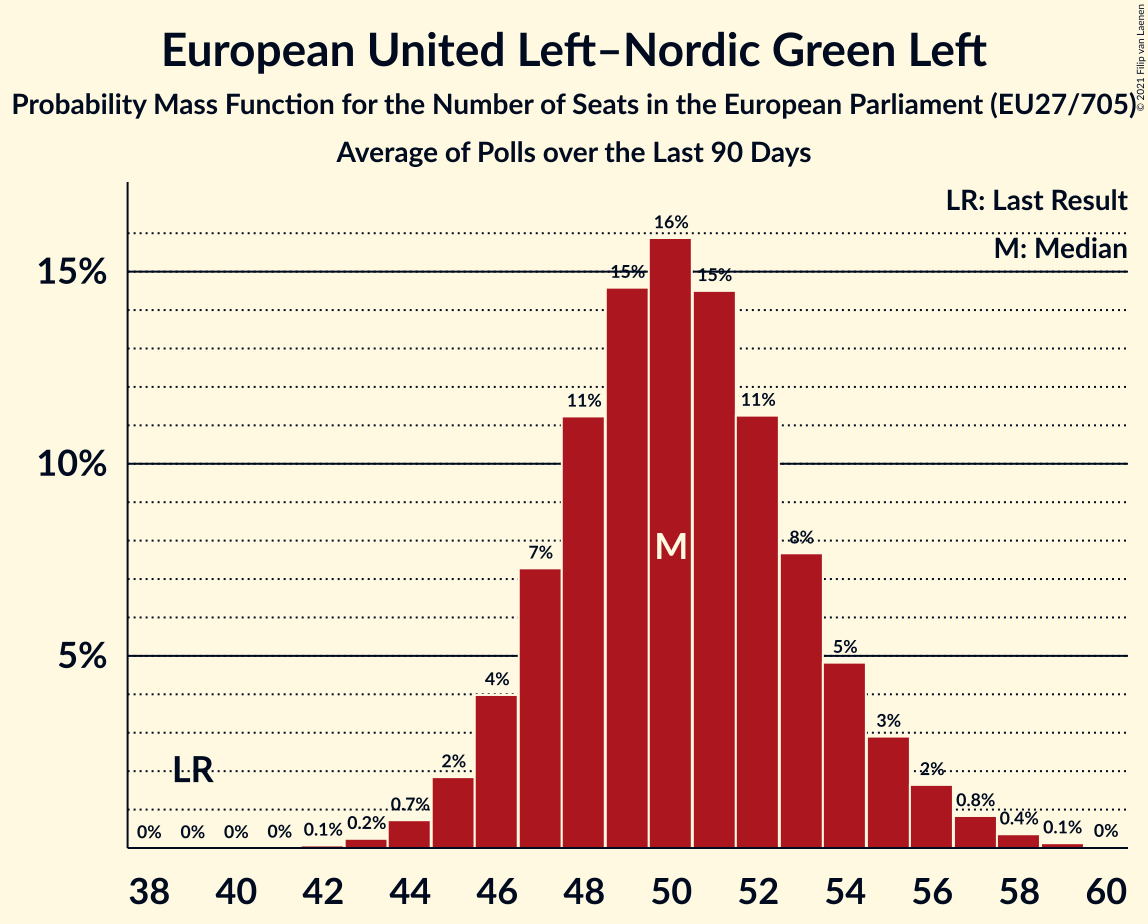 European United Left–Nordic Green Left
Probability Mass Function for the Number of Seats in the European Parliament (EU27/705)
Average of Polls over the Last 90 Days
© 2021 Filip van Laenen
LR: Last Result
M: Median
16%
15% 15% 15%
11% 11%
10%
M
8%
7%
5% 5%
4%
3%
LR 2% 2%
0.7% 0.8%
0% 0% 0% 0% 0.1% 0.2% 0.4% 0.1% 0%
38 40 42 44 46 48 50 52 54 56 58 60